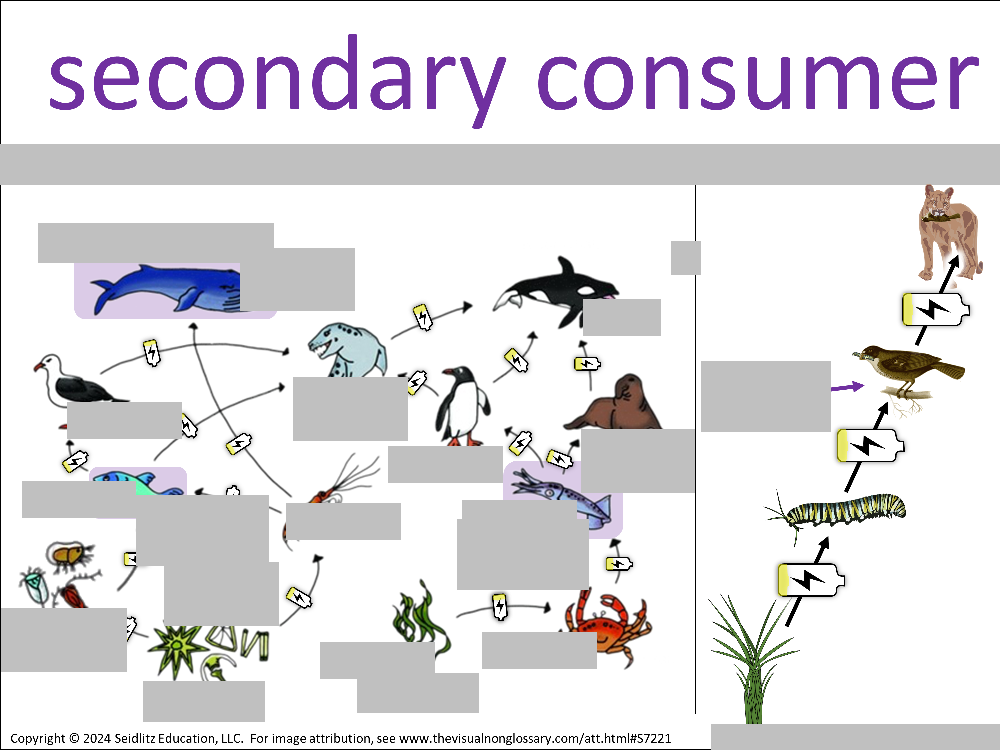 secondary consumer
Copyright © 2024 Seidlitz Education, LLC.  For image attribution, see www.thevisualnonglossary.com/att.html#S7221